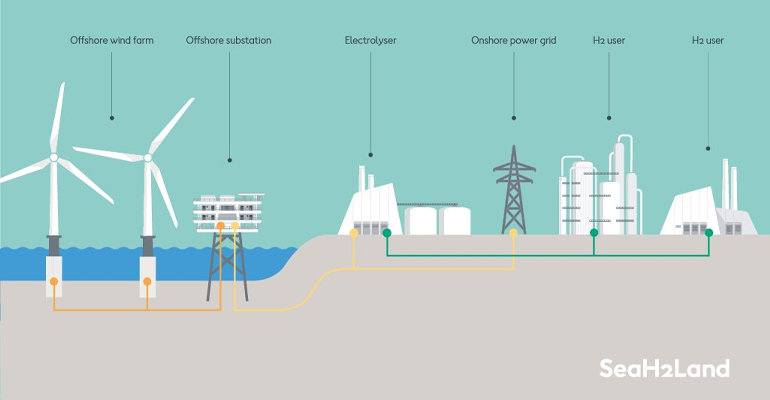 Offshore wind farm
Offshore substation
Electrolyser
Onshore power grid
H2 user
H2 user
SeaH2Land